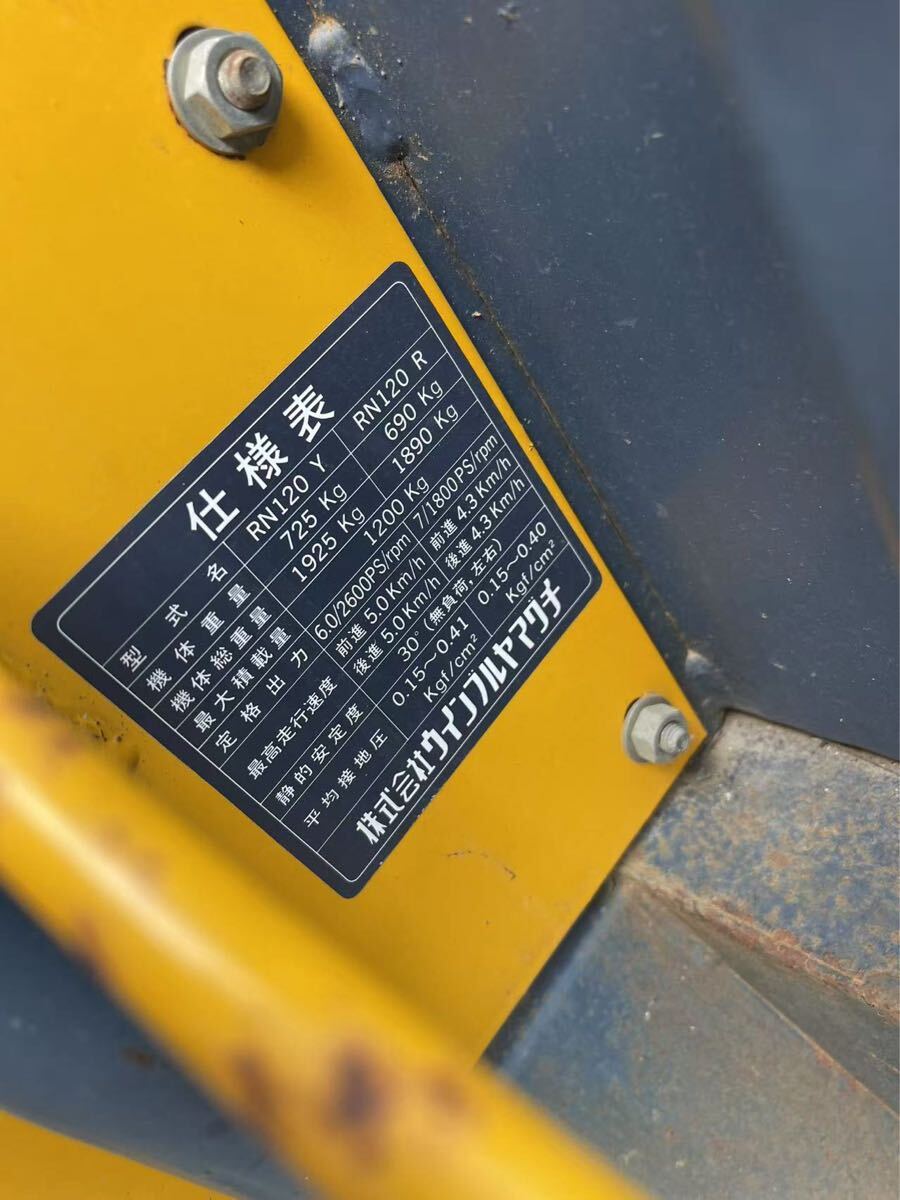 仕様表
型式名 RN120 Y RN120 R
機体重量 725 Kg 690 Kg
機体総重量 1925 Kg 1890 Kg
最大積載量 1200 Kg
定格出力 6.0/2600PS/rpm 7/1800PS/rpm
最高走行速度 前進 5.0Km/h 前進 4.3Km/h
後進 5.0Km/h 後進 4.3Km/h
静的安定度 30° (無負荷,左右)
平均接地圧 0.15～0.41 0.15～0.40
Kgf/cm² Kgf/cm²
株式会社ウインブルヤマグチ